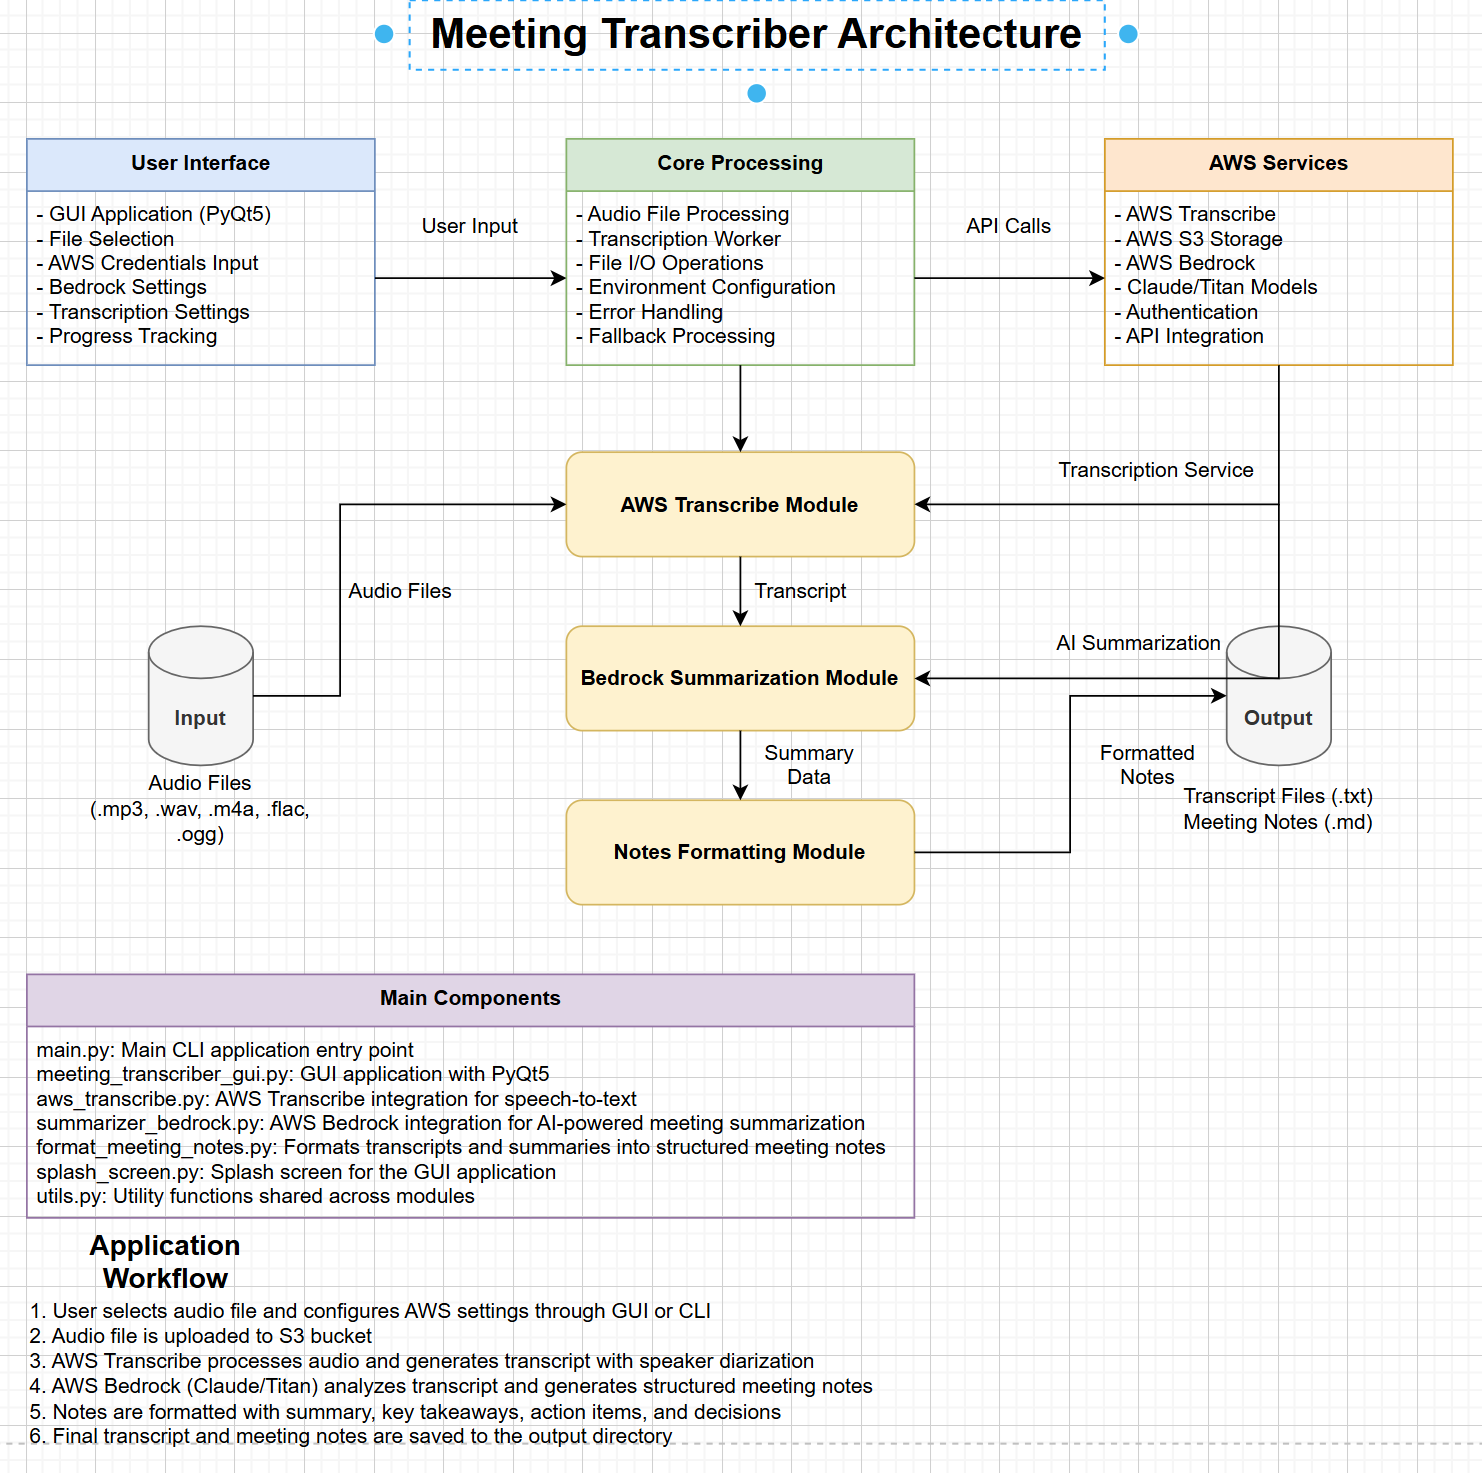 Meeting Transcriber Architecture
User Interface
- GUI Application (PyQt5)
- File Selection
- AWS Credentials Input
- Bedrock Settings
- Transcription Settings
- Progress Tracking
User Input
Core Processing
- Audio File Processing
- Transcription Worker
- File I/O Operations
- Environment Configuration
- Error Handling
- Fallback Processing
API Calls
AWS Services
- AWS Transcribe
- AWS S3 Storage
- AWS Bedrock
- Claude/Titan Models
- Authentication
- API Integration
Transcription Service
AWS Transcribe Module
Audio Files
Transcript
AI Summarization
Bedrock Summarization Module
Input
Output
Audio Files
(.mp3, .wav, .m4a, .flac,
.ogg)
Summary
Data
Formatted
Notes
Transcript Files (.txt)
Meeting Notes (.md)
Notes Formatting Module
Main Components
main.py: Main CLI application entry point
meeting_transcriber_gui.py: GUI application with PyQt5
aws_transcribe.py: AWS Transcribe integration for speech-to-text
summarizer_bedrock.py: AWS Bedrock integration for AI-powered meeting summarization
format_meeting_notes.py: Formats transcripts and summaries into structured meeting notes
splash_screen.py: Splash screen for the GUI application
utils.py: Utility functions shared across modules
Application
Workflow
1. User selects audio file and configures AWS settings through GUI or CLI
2. Audio file is uploaded to S3 bucket
3. AWS Transcribe processes audio and generates transcript with speaker diarization
4. AWS Bedrock (Claude/Titan) analyzes transcript and generates structured meeting notes
5. Notes are formatted with summary, key takeaways, action items, and decisions
6. Final transcript and meeting notes are saved to the output directory